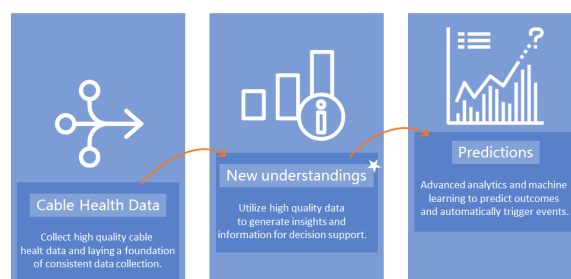 Cable Health Data
Collect high quality cable
healt data and laying a foundation
of consistent data collection.
New understandings
Utilize high quality data
to generate insights and
information for decision support.
Predictions
Advanced analytics and machine
learning to predict outcomes
and automatically trigger events.